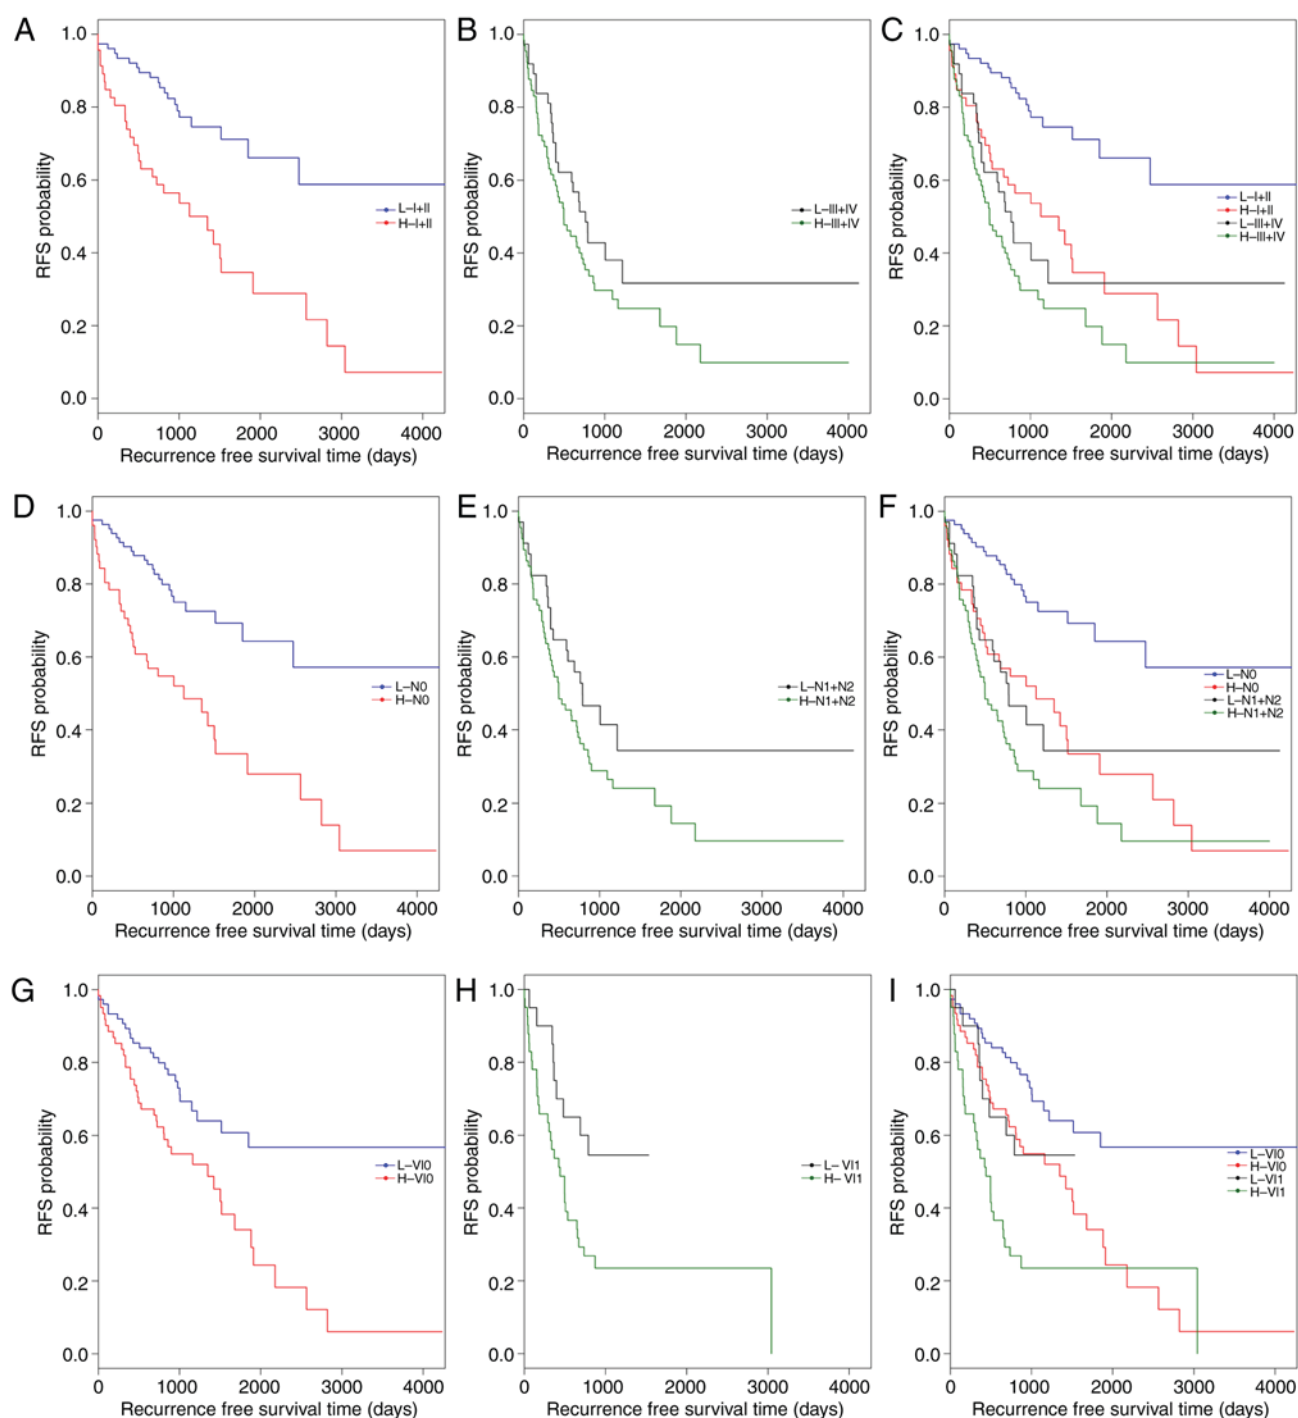 A
1.0
0.8
0.6
0.4
0.2
0.0
RFS probability
L–I+II
H–I+II
0 1000 2000 3000 4000
Recurrence free survival time (days)
B
1.0
0.8
0.6
0.4
0.2
0.0
RFS probability
L–III+IV
H–III+IV
0 1000 2000 3000 4000
Recurrence free survival time (days)
C
1.0
0.8
0.6
0.4
0.2
0.0
RFS probability
L–I+II
H–I+II
L–III+IV
H–III+IV
0 1000 2000 3000 4000
Recurrence free survival time (days)
D
1.0
0.8
0.6
0.4
0.2
0.0
RFS probability
L–N0
H–N0
0 1000 2000 3000 4000
Recurrence free survival time (days)
E
1.0
0.8
0.6
0.4
0.2
0.0
RFS probability
L–N1+N2
H–N1+N2
0 1000 2000 3000 4000
Recurrence free survival time (days)
F
1.0
0.8
0.6
0.4
0.2
0.0
RFS probability
L–N0
H–N0
L–N1+N2
H–N1+N2
0 1000 2000 3000 4000
Recurrence free survival time (days)
G
1.0
0.8
0.6
0.4
0.2
0.0
RFS probability
L–VI0
H–VI0
0 1000 2000 3000 4000
Recurrence free survival time (days)
H
1.0
0.8
0.6
0.4
0.2
0.0
RFS probability
L– VI1
H– VI1
0 1000 2000 3000 4000
Recurrence free survival time (days)
I
1.0
0.8
0.6
0.4
0.2
0.0
RFS probability
L–VI0
H–VI0
L–VI1
H–VI1
0 1000 2000 3000 4000
Recurrence free survival time (days)